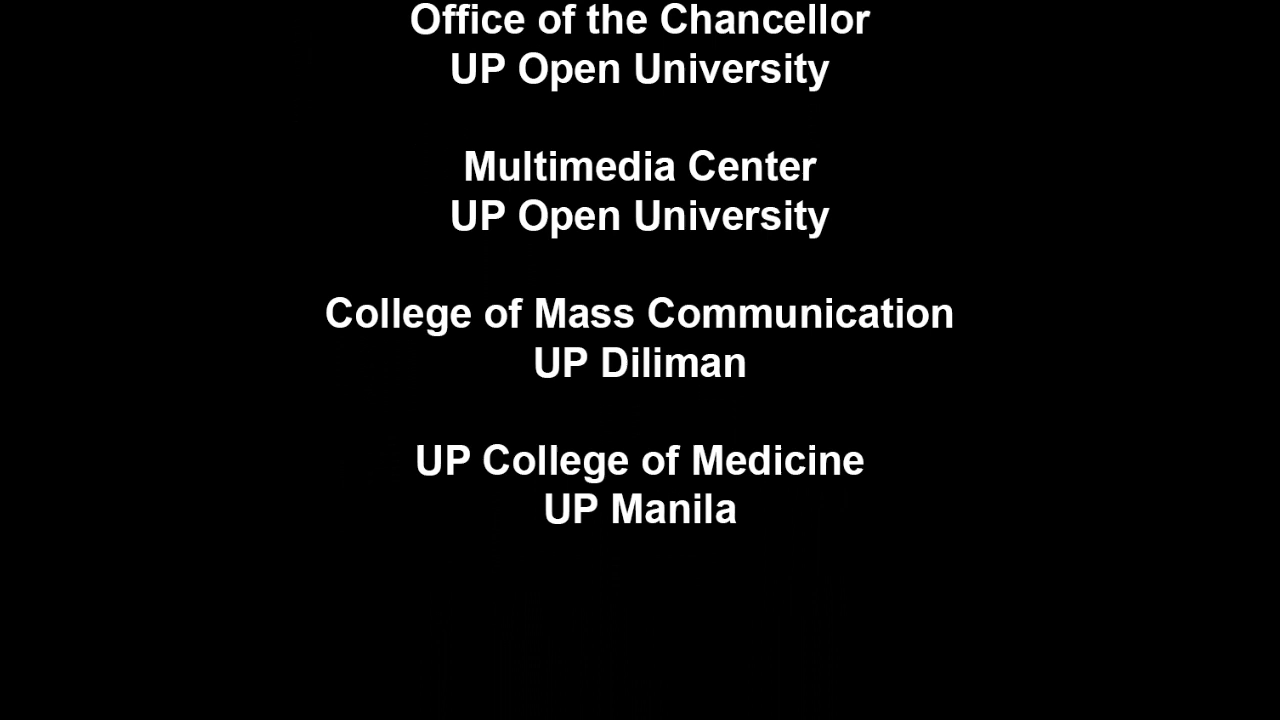 Office of the Chancellor
UP Open University
Multimedia Center
UP Open University
College of Mass Communication
UP Diliman
UP College of Medicine
UP Manila